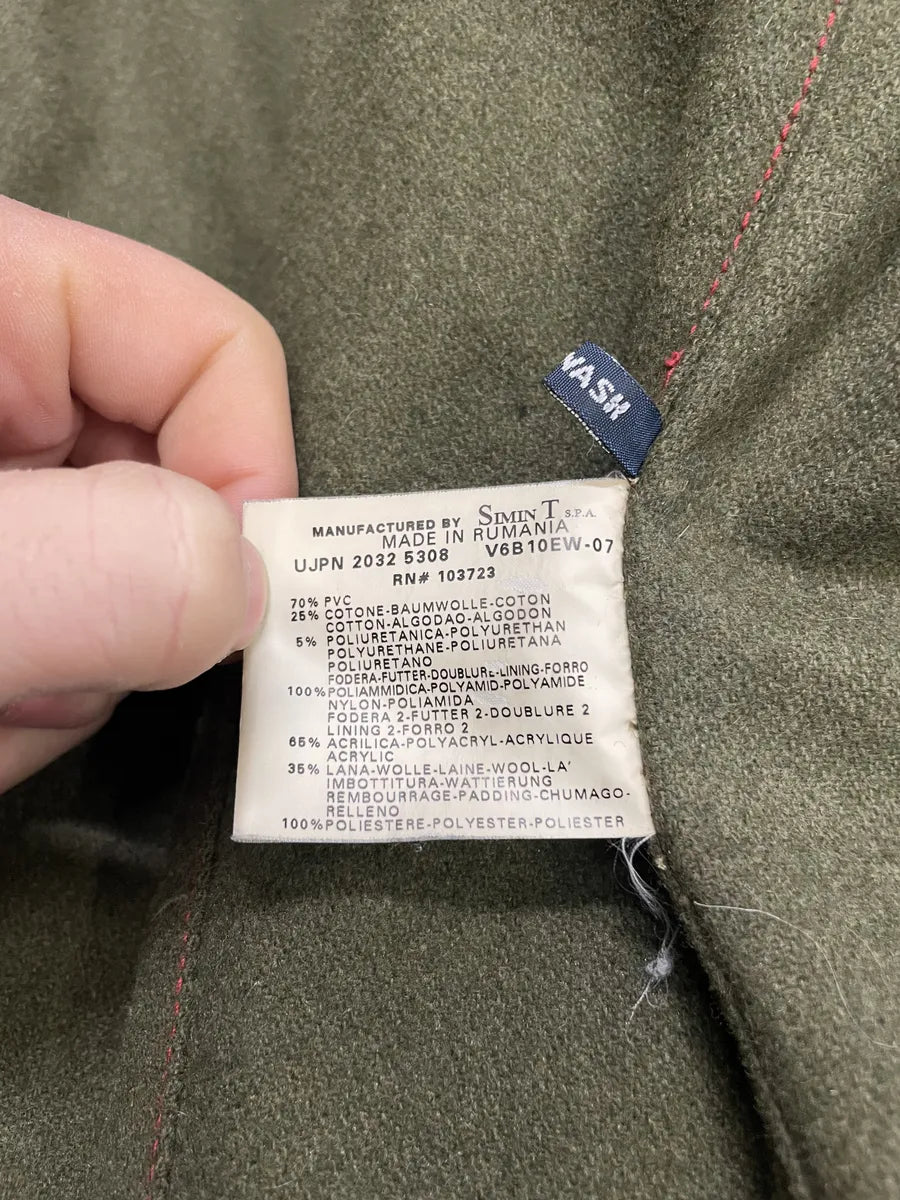 WASH
MANUFACTURED BY SIMIN T S.P.A.
MADE IN RUMANIA
UJPN 2032 5308 V6B10EW-07
RN# 103723
70% PVC
25% COTONE-BAUMWOLLE-COTON
COTTON-ALGODAO-ALGODON
5% POLIURETANICA-POLYURETHAN
POLYURETHANE-POLIURETANA
POLIURETANO
FODERA-FUTTER-DOUBLURE-LINING-FORRO
100% POLIAMMIDICA-POLYAMID-POLYAMIDE
NYLON-POLIAMIDA
FODERA 2-FUTTER 2-DOUBLURE 2
LINING 2-FORRO 2
65% ACRILICA-POLYACRYL-ACRYLIQUE
ACRYLIC
35% LANA-WOLLE-LAINE-WOOL-LA'
IMBOTTITURA-WATTIERUNG
REMBOURRAGE-PADDING-CHUMAGO-
RELLENO
100% POLIESTERE-POLYESTER-POLIESTER